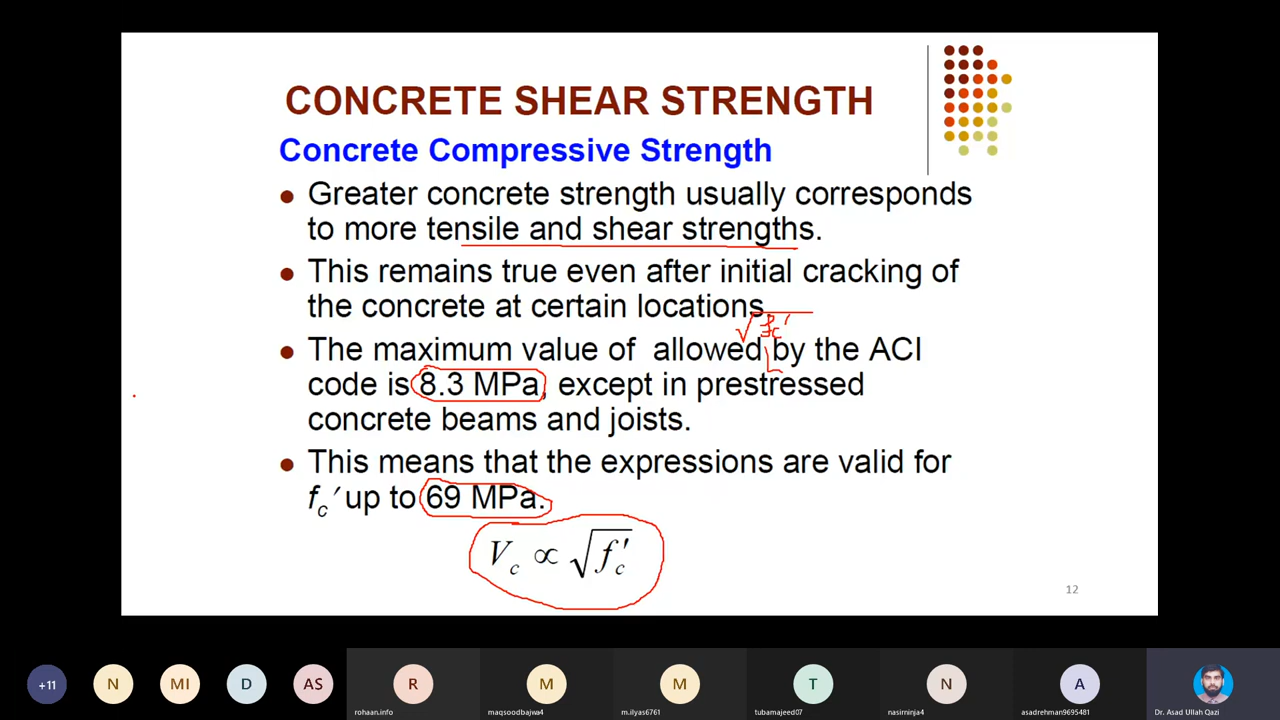 CONCRETE SHEAR STRENGTH
Concrete Compressive Strength
• Greater concrete strength usually corresponds
to more tensile and shear strengths.
• This remains true even after initial cracking of
the concrete at certain locations.
√fc′
• The maximum value of allowed by the ACI
code is 8.3 MPa, except in prestressed
concrete beams and joists.
• This means that the expressions are valid for
fc′ up to 69 MPa.
Vc ∝ √fc′
12
+11 N MI D AS R M M T N A
rohaan.info maqsoodbajwa4 m.ilyas6761 tubamajeed07 nasirninja4 asadrehman9695481 Dr. Asad Ullah Qazi